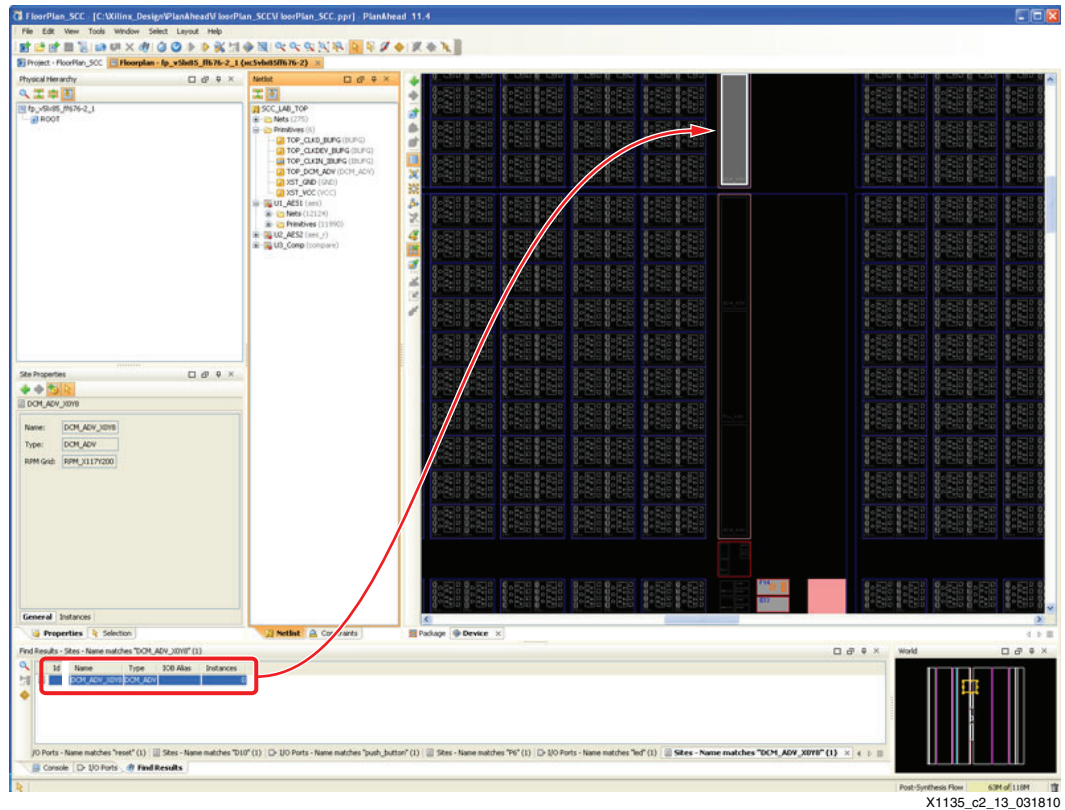 FloorPlan_SCC - [C:\Xilinx_Design\PlanAhead\FloorPlan_SCC\FloorPlan_SCC.ppr] - PlanAhead 11.4
File Edit View Tools Window Select Layout Help
Project - FloorPlan_SCC Floorplan - fp_v5lx85_ff676-2_1 (xc5vlx85ff676-2) ×
Physical Hierarchy
fp_v5lx85_ff676-2_1
ROOT
Netlist
SCC_LAB_TOP
Nets (275)
Primitives (6)
TOP_CLK0_BUFG (BUFG)
TOP_CLKDEV_BUFG (BUFG)
TOP_CLKIN_IBUFG (IBUFG)
TOP_DCM_ADV (DCM_ADV)
XST_GND (GND)
XST_VCC (VCC)
U1_AES1 (aes)
Nets (12124)
Primitives (11990)
U2_AES2 (aes_r)
U3_Comp (compare)
Site Properties
DCM_ADV_X0Y8
Name: DCM_ADV_X0Y8
Type: DCM_ADV
RPM Grid: RPM_X117Y200
General Instances
Properties Selection
Netlist Constraints
Package Device ×
Find Results - Sites - Name matches "DCM_ADV_X0Y8" (1)
Id Name Type IOB Alias Instances
DCM_ADV_X0Y8 DCM_ADV 0
World
I/O Ports - Name matches "reset" (1) Sites - Name matches "D10" (1) I/O Ports - Name matches "push_button" (1) Sites - Name matches "P6" (1) I/O Ports - Name matches "led" (1) Sites - Name matches "DCM_ADV_X0Y8" (1) ×
Console I/O Ports Find Results
Post-Synthesis Flow 63M of 118M
X1135_c2_13_031810